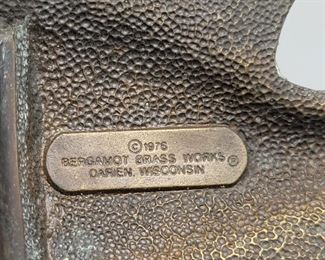 © 1976
BERGAMOT BRASS WORKS ®
DARIEN, WISCONSIN